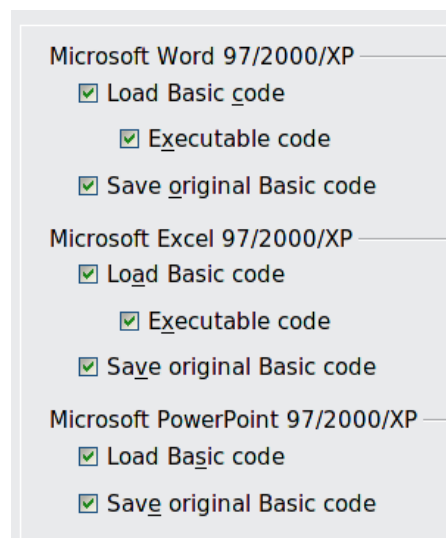 Microsoft Word 97/2000/XP
Load Basic code
Executable code
Save original Basic code
Microsoft Excel 97/2000/XP
Load Basic code
Executable code
Save original Basic code
Microsoft PowerPoint 97/2000/XP
Load Basic code
Save original Basic code